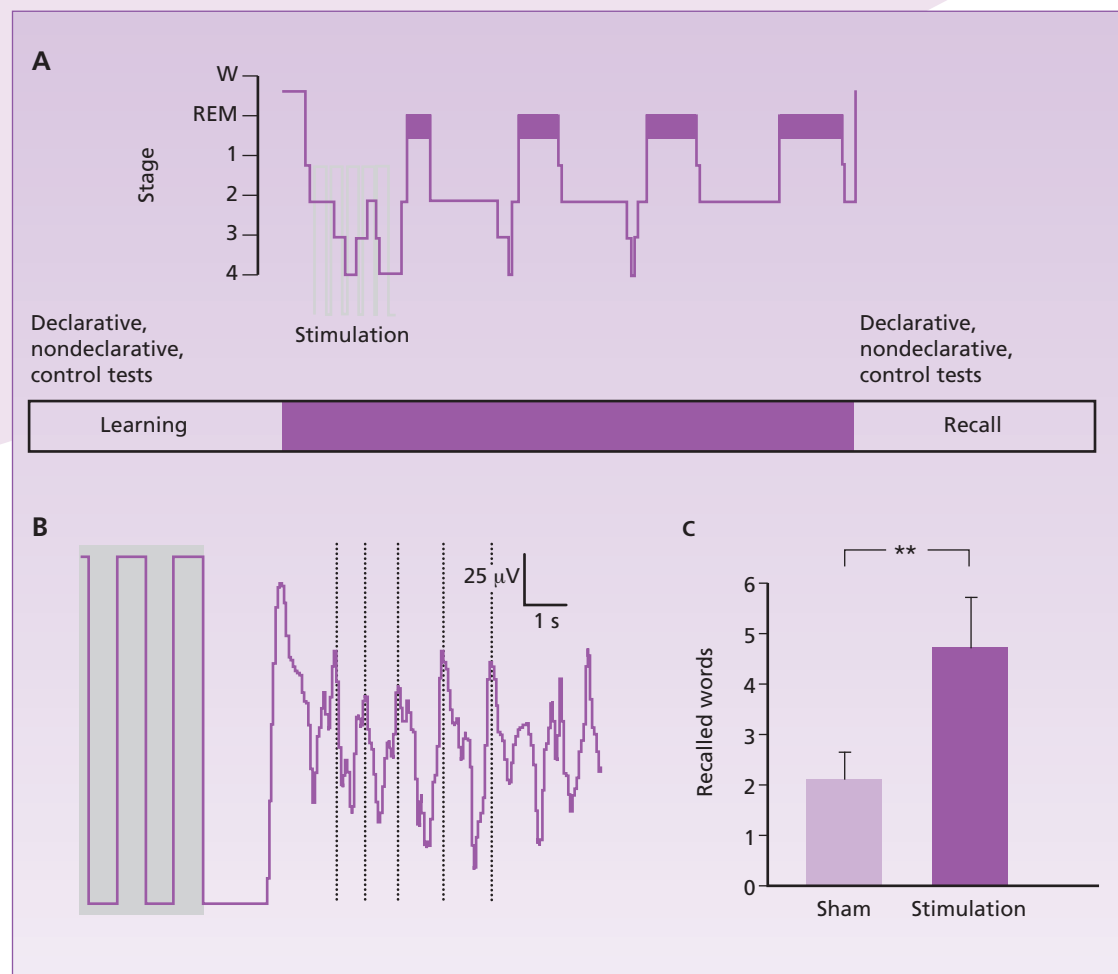 A
W
REM
1
2
3
4
Stage
Stimulation
Declarative,
nondeclarative,
control tests
Declarative,
nondeclarative,
control tests
Learning
Recall
B
25 μV
1 s
C
**
6
5
4
3
2
1
0
Recalled words
Sham
Stimulation